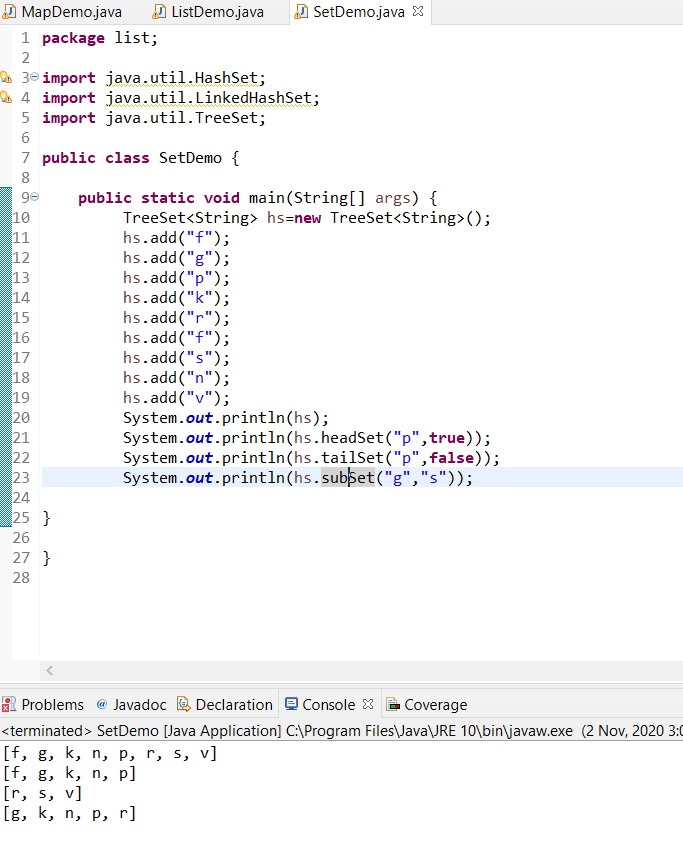 MapDemo.java ListDemo.java SetDemo.java
1 package list;
2
3 import java.util.HashSet;
4 import java.util.LinkedHashSet;
5 import java.util.TreeSet;
6
7 public class SetDemo {
8
9 public static void main(String[] args) {
10 TreeSet<String> hs=new TreeSet<String>();
11 hs.add("f");
12 hs.add("g");
13 hs.add("p");
14 hs.add("k");
15 hs.add("r");
16 hs.add("f");
17 hs.add("s");
18 hs.add("n");
19 hs.add("v");
20 System.out.println(hs);
21 System.out.println(hs.headSet("p",true));
22 System.out.println(hs.tailSet("p",false));
23 System.out.println(hs.subSet("g","s"));
24
25 }
26
27 }
28
Problems @ Javadoc Declaration Console Coverage
<terminated> SetDemo [Java Application] C:\Program Files\Java\JRE 10\bin\javaw.exe (2 Nov, 2020 3:0
[f, g, k, n, p, r, s, v]
[f, g, k, n, p]
[r, s, v]
[g, k, n, p, r]